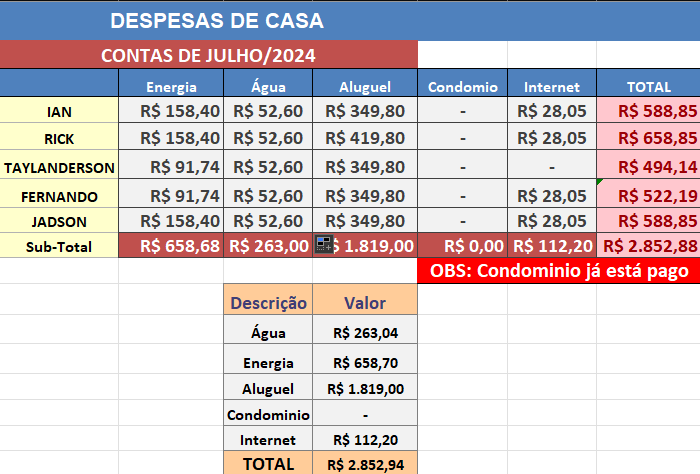 DESPESAS DE CASA
CONTAS DE JULHO/2024
Energia Água Aluguel Condomio Internet TOTAL
IAN R$ 158,40 R$ 52,60 R$ 349,80 - R$ 28,05 R$ 588,85
RICK R$ 158,40 R$ 52,60 R$ 419,80 - R$ 28,05 R$ 658,85
TAYLANDERSON R$ 91,74 R$ 52,60 R$ 349,80 - - R$ 494,14
FERNANDO R$ 91,74 R$ 52,60 R$ 349,80 - R$ 28,05 R$ 522,19
JADSON R$ 158,40 R$ 52,60 R$ 349,80 - R$ 28,05 R$ 588,85
Sub-Total R$ 658,68 R$ 263,00 $ 1.819,00 R$ 0,00 R$ 112,20 R$ 2.852,88
OBS: Condominio já está pago
Descrição Valor
Água R$ 263,04
Energia R$ 658,70
Aluguel R$ 1.819,00
Condominio -
Internet R$ 112,20
TOTAL R$ 2.852,94